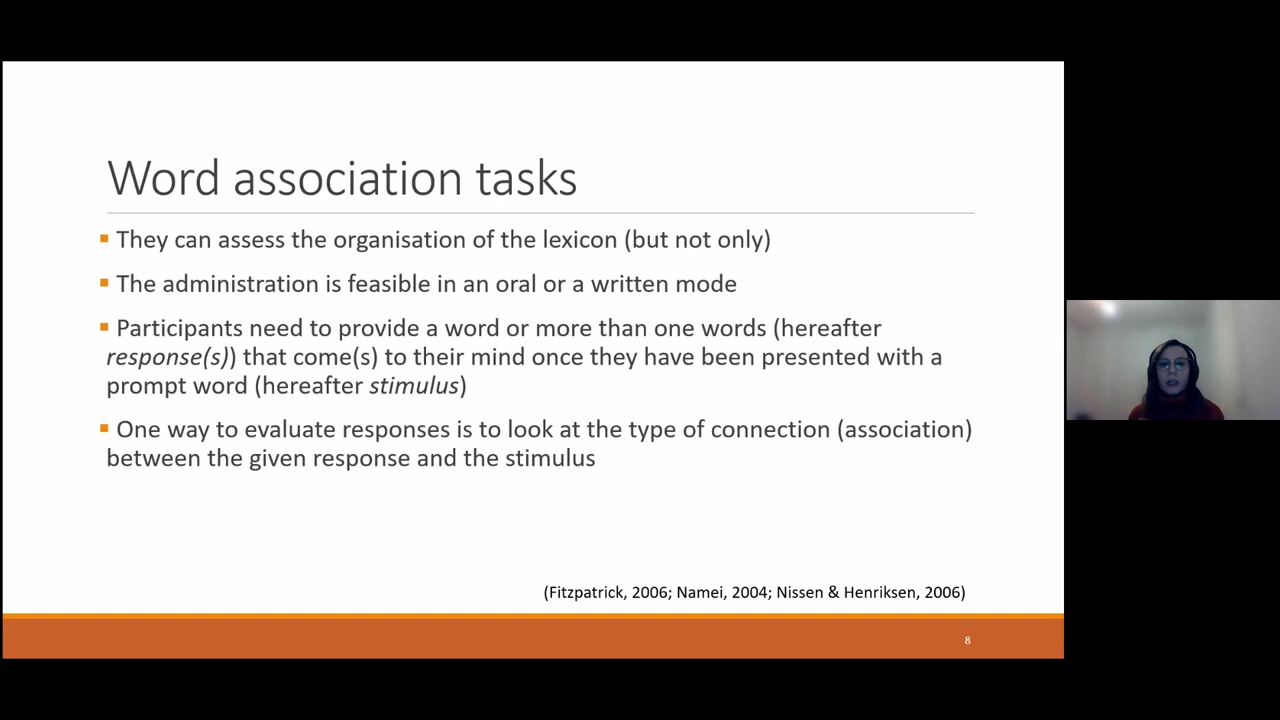 Word association tasks
▪ They can assess the organisation of the lexicon (but not only)
▪ The administration is feasible in an oral or a written mode
▪ Participants need to provide a word or more than one words (hereafter
response(s)) that come(s) to their mind once they have been presented with a
prompt word (hereafter stimulus)
▪ One way to evaluate responses is to look at the type of connection (association)
between the given response and the stimulus
(Fitzpatrick, 2006; Namei, 2004; Nissen & Henriksen, 2006)
8